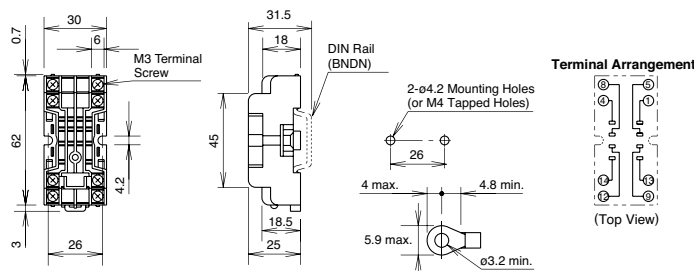 30
6
0.7
M3 Terminal
Screw
62
4.2
3
26
31.5
18
DIN Rail
(BNDN)
45
18.5
25
2-ø4.2 Mounting Holes
(or M4 Tapped Holes)
26
4 max.
4.8 min.
5.9 max.
ø3.2 min.
Terminal Arrangement
8 5
4 1
14 13
12 9
(Top View)